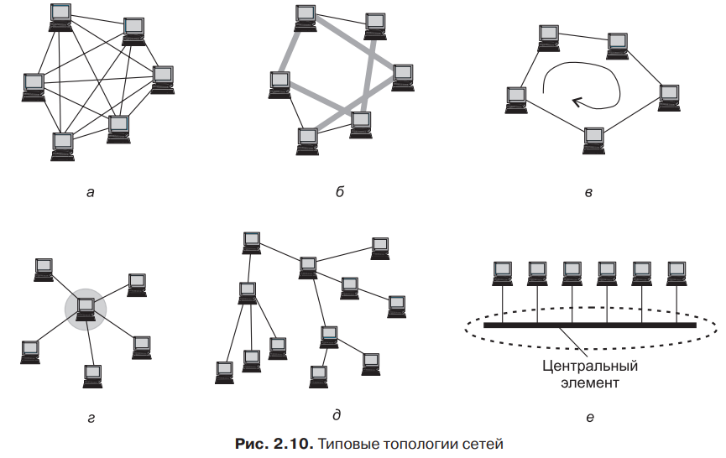 а
б
в
г
д
е
Центральный
элемент
Рис. 2.10. Типовые топологии сетей